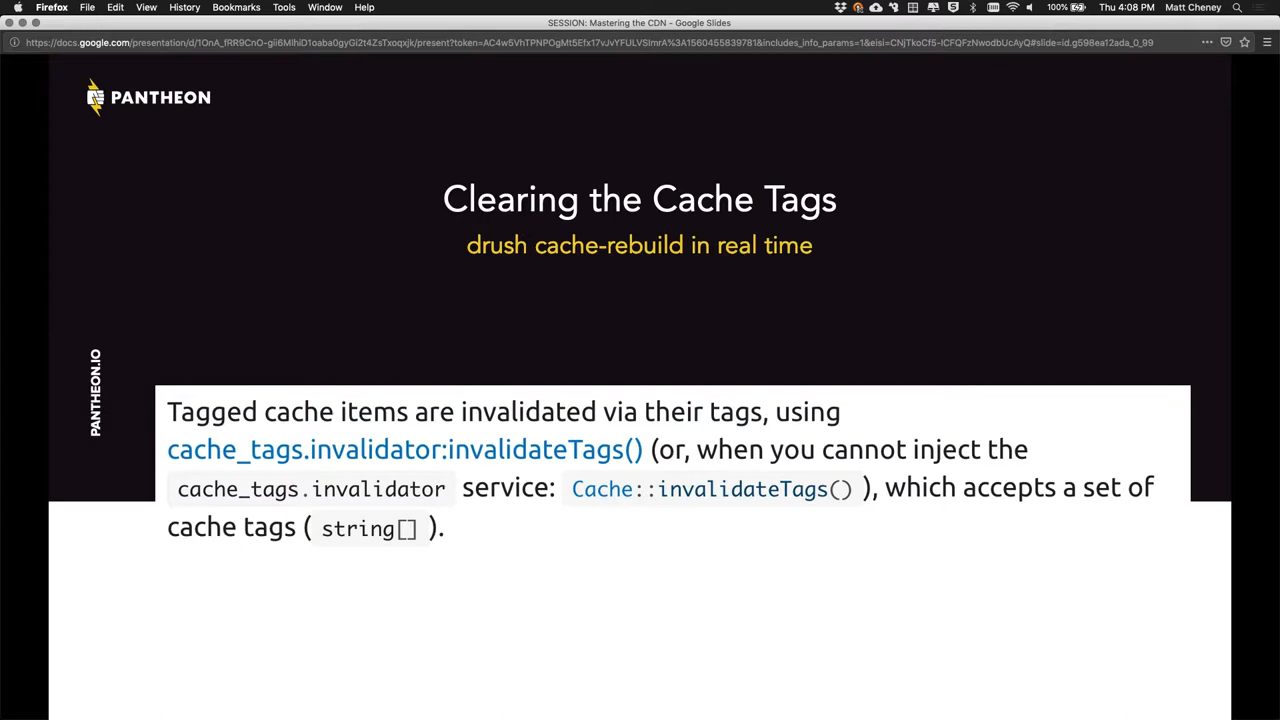 Firefox File Edit View History Bookmarks Tools Window Help 100% Thu 4:08 PM Matt Cheney
SESSION: Mastering the CDN - Google Slides
PANTHEON
Clearing the Cache Tags
drush cache-rebuild in real time
PANTHEON.IO
Tagged cache items are invalidated via their tags, using
cache_tags.invalidator:invalidateTags() (or, when you cannot inject the
cache_tags.invalidator service: Cache::invalidateTags() ), which accepts a set of
cache tags ( string[] ).